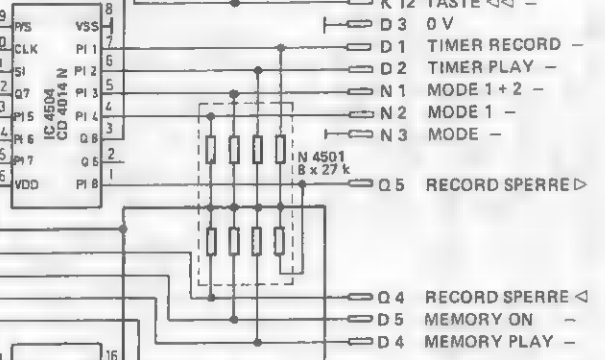 K 12 TASTE ◁◁ –
D 3 0 V
D 1 TIMER RECORD –
D 2 TIMER PLAY –
N 1 MODE 1 + 2 –
N 2 MODE 1 –
N 3 MODE –
P/S VSS 8
CLK PI 1 7
SI PI 2 6
Q7 PI 3 5
PI 5 PI 4 4
PI 6 Q 8 3
PI 7 Q 6 2
VDD PI 8 1
IC 4504
CD 4014 N
N 4501
8 x 27 k
Q 5 RECORD SPERRE ▷
Q 4 RECORD SPERRE ◁
D 5 MEMORY ON –
D 4 MEMORY PLAY –
16